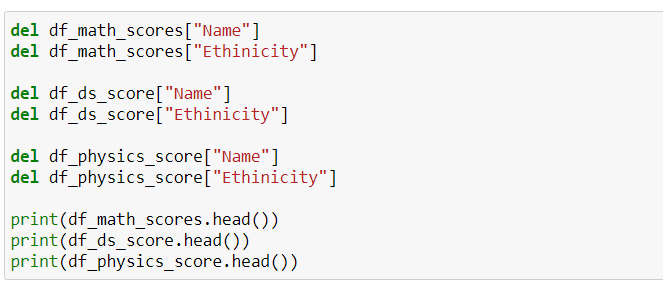 del df_math_scores["Name"]
del df_math_scores["Ethinicity"]
del df_ds_score["Name"]
del df_ds_score["Ethinicity"]
del df_physics_score["Name"]
del df_physics_score["Ethinicity"]
print(df_math_scores.head())
print(df_ds_score.head())
print(df_physics_score.head())